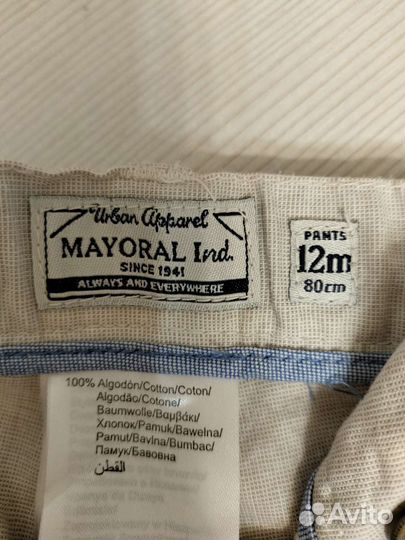 Urban Apparel
MAYORAL Ind.
SINCE 1941
ALWAYS AND EVERYWHERE
PANTS
12m
80cm
100% Algodón/Cotton/Coton/
Algodão/Cotone/
Baumwolle/Βαμβάκι/
Хлопок/Pamuk/Bawełna/
Pamut/Bavlna/Bumbac/
Памук/Бавовна
القطن
Avito